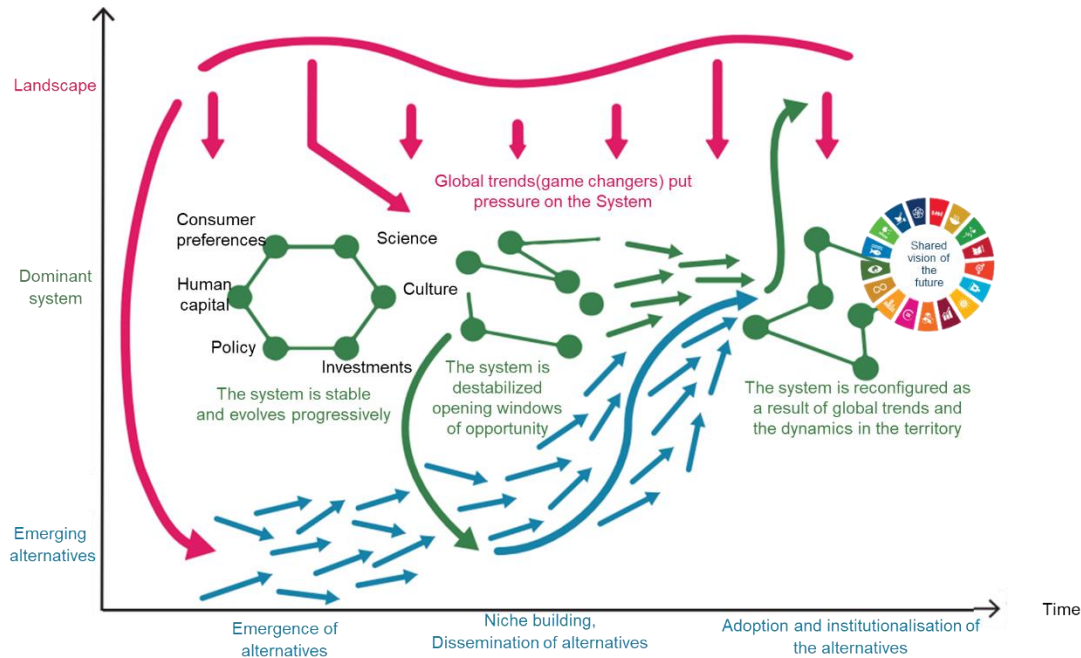 Landscape
Global trends(game changers) put
pressure on the System
Consumer
preferences
Science
Human
capital
Culture
Policy
Investments
Dominant
system
Shared
vision of
the
future
The system is stable
and evolves progressively
The system is
destabilized
opening windows
of opportunity
The system is reconfigured as
a result of global trends and
the dynamics in the territory
Emerging
alternatives
Time
Emergence of
alternatives
Niche building,
Dissemination of alternatives
Adoption and institutionalisation of
the alternatives